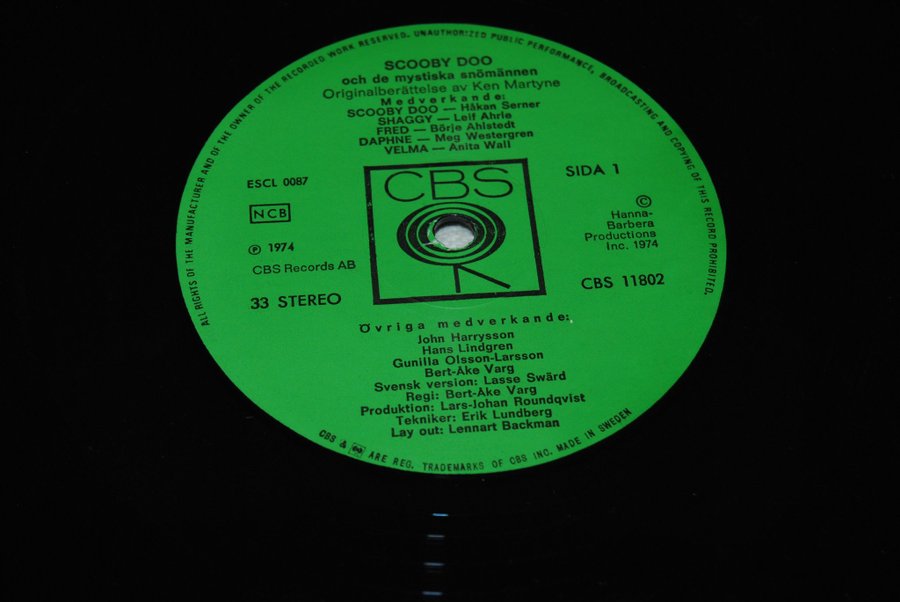 ALL RIGHTS OF THE MANUFACTURER AND OF THE OWNER OF THE RECORDED WORK RESERVED. UNAUTHORIZED PUBLIC PERFORMANCE, BROADCASTING AND COPYING OF THIS RECORD PROHIBITED.
SCOOBY DOO
och de mystiska snömännen
Originalberättelse av Ken Martyne
Medverkande:
SCOOBY DOO — Håkan Serner
SHAGGY — Leif Ahrle
FRED — Börje Ahlstedt
DAPHNE — Meg Westergren
VELMA — Anita Wall
ESCL 0087
NCB
℗ 1974
CBS Records AB
33 STEREO
CBS
SIDA 1
©
Hanna-
Barbera
Productions
Inc. 1974
CBS 11802
Övriga medverkande:
John Harrysson
Hans Lindgren
Gunilla Olsson-Larsson
Bert-Åke Varg
Svensk version: Lasse Swärd
Regi: Bert-Åke Varg
Produktion: Lars-Johan Roundqvist
Tekniker: Erik Lundberg
Lay out: Lennart Backman
CBS & ARE REG. TRADEMARKS OF CBS INC. MADE IN SWEDEN